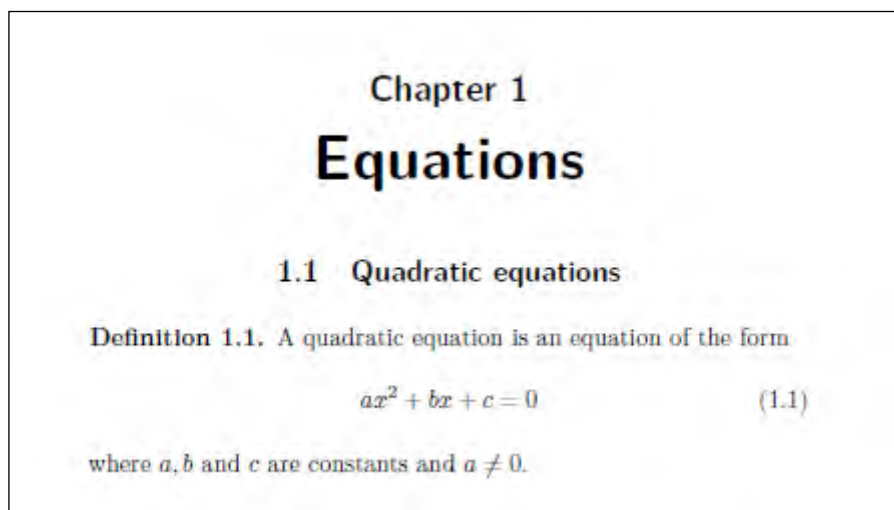 Chapter 1
Equations
1.1 Quadratic equations
Definition 1.1. A quadratic equation is an equation of the form
ax² + bx + c = 0 (1.1)
where a, b and c are constants and a ≠ 0.